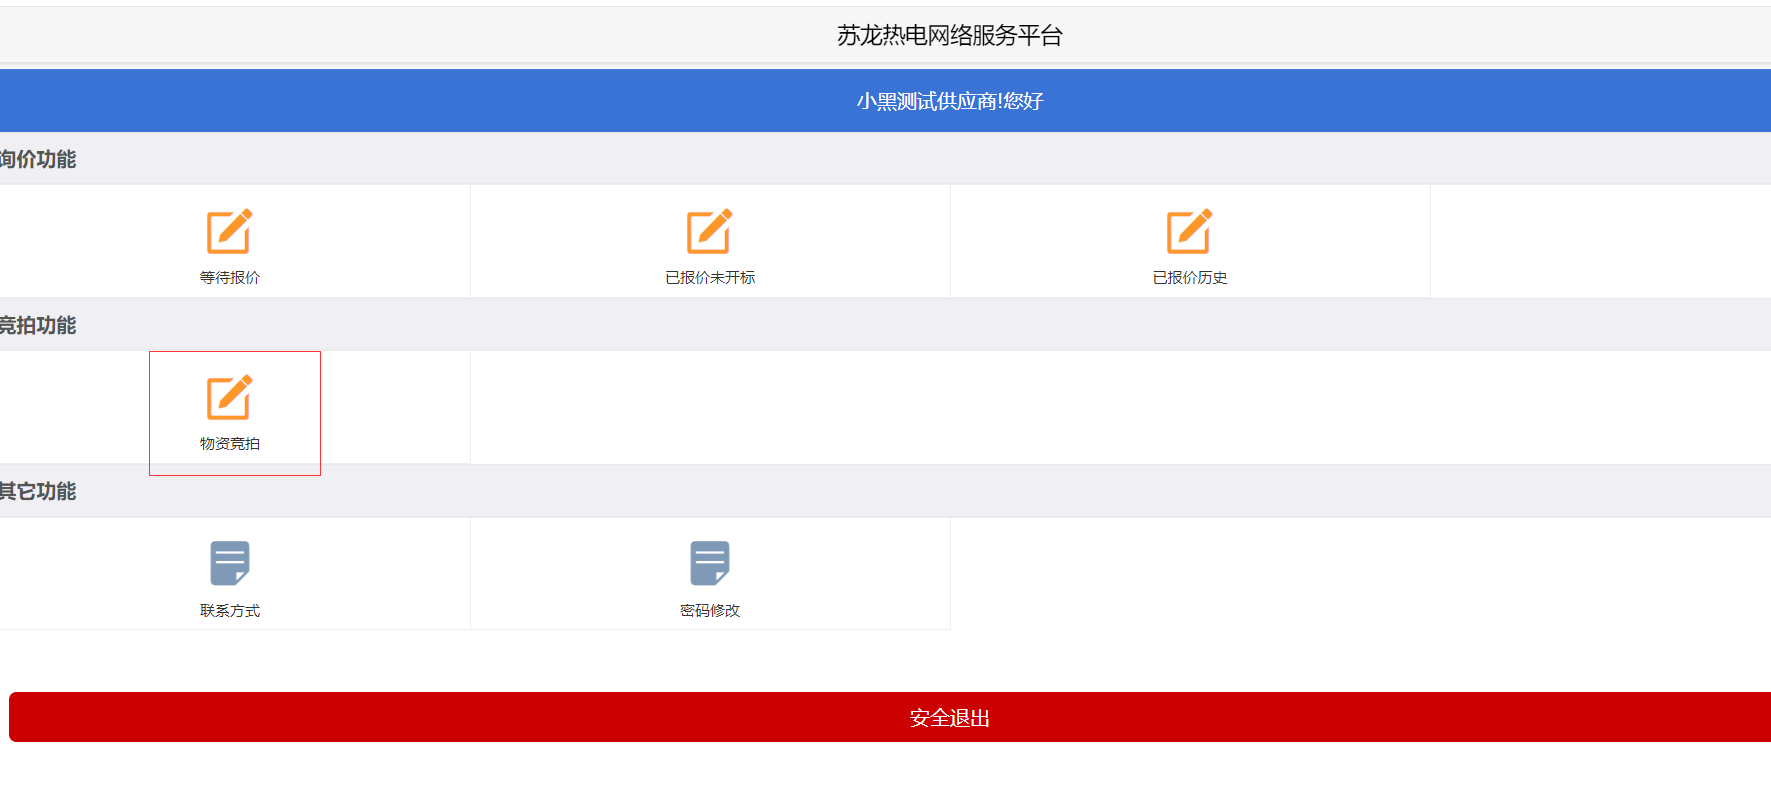 苏龙热电网络服务平台
小黑测试供应商!您好
询价功能
等待报价
已报价未开标
已报价历史
竞拍功能
物资竞拍
其它功能
联系方式
密码修改
安全退出